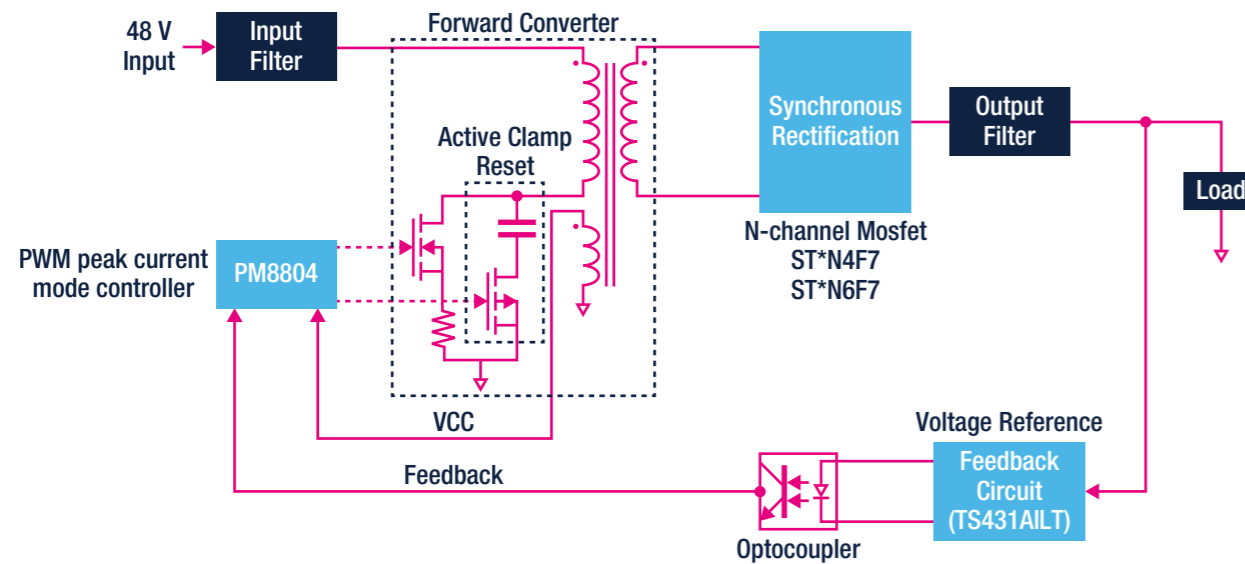 Forward Converter
48 V
Input
Input
Filter
Synchronous
Rectification
Output
Filter
Active Clamp
Reset
Load
N-channel Mosfet
ST*N4F7
ST*N6F7
PWM peak current
mode controller
PM8804
VCC
Voltage Reference
Feedback
Feedback
Circuit
(TS431AILT)
Optocoupler